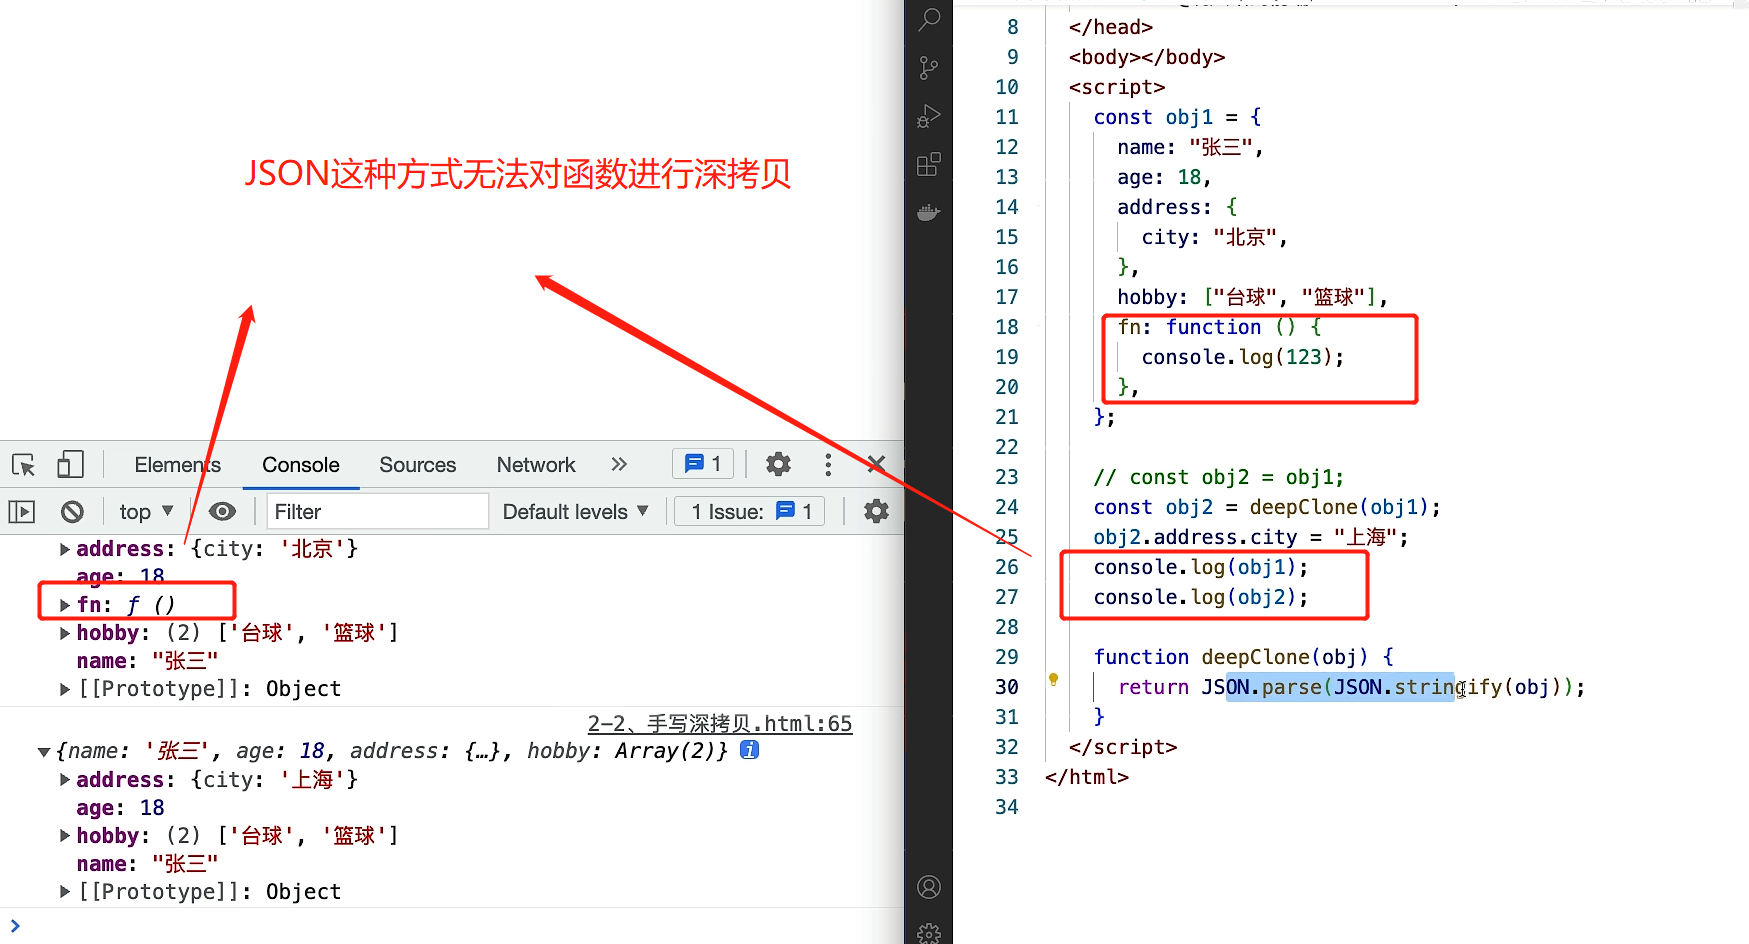 JSON这种方式无法对函数进行深拷贝
Elements Console Sources Network » 1
top ▼ Filter Default levels ▼ 1 Issue: 1
▶ address: {city: '北京'}
age: 18
▶ fn: ƒ ()
▶ hobby: (2) ['台球', '篮球']
name: "张三"
▶ [[Prototype]]: Object
2-2、手写深拷贝.html:65
▼ {name: '张三', age: 18, address: {…}, hobby: Array(2)} i
▶ address: {city: '上海'}
age: 18
▶ hobby: (2) ['台球', '篮球']
name: "张三"
▶ [[Prototype]]: Object
>
8 </head>
9 <body></body>
10 <script>
11 const obj1 = {
12 name: "张三",
13 age: 18,
14 address: {
15 city: "北京",
16 },
17 hobby: ["台球", "篮球"],
18 fn: function () {
19 console.log(123);
20 },
21 };
22
23 // const obj2 = obj1;
24 const obj2 = deepClone(obj1);
25 obj2.address.city = "上海";
26 console.log(obj1);
27 console.log(obj2);
28
29 function deepClone(obj) {
30 return JSON.parse(JSON.stringify(obj));
31 }
32 </script>
33 </html>
34